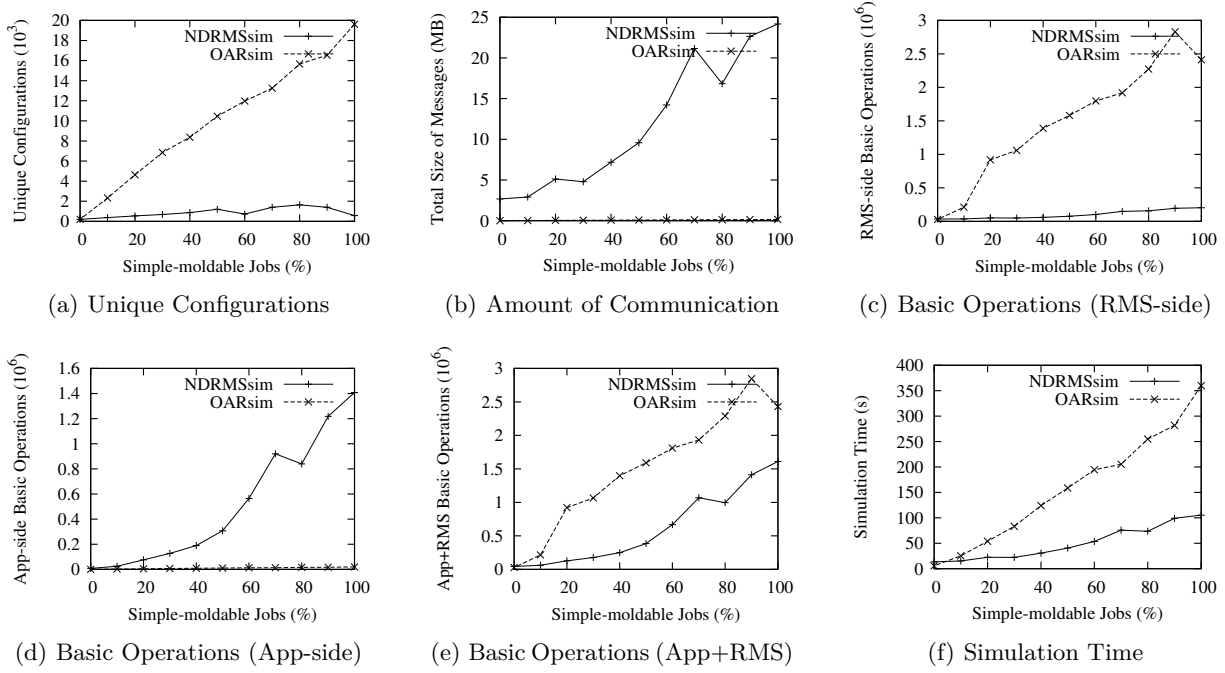 Unique Configurations (10^3)
20
18
16
14
12
10
8
6
4
2
0
NDRMSsim
OARsim
0 20 40 60 80 100
Simple-moldable Jobs (%)
(a) Unique Configurations
Total Size of Messages (MB)
25
20
15
10
5
0
NDRMSsim
OARsim
0 20 40 60 80 100
Simple-moldable Jobs (%)
(b) Amount of Communication
RMS-side Basic Operations (10^6)
3
2.5
2
1.5
1
0.5
0
NDRMSsim
OARsim
0 20 40 60 80 100
Simple-moldable Jobs (%)
(c) Basic Operations (RMS-side)
App-side Basic Operations (10^6)
1.6
1.4
1.2
1
0.8
0.6
0.4
0.2
0
NDRMSsim
OARsim
0 20 40 60 80 100
Simple-moldable Jobs (%)
(d) Basic Operations (App-side)
App+RMS Basic Operations (10^6)
3
2.5
2
1.5
1
0.5
0
NDRMSsim
OARsim
0 20 40 60 80 100
Simple-moldable Jobs (%)
(e) Basic Operations (App+RMS)
Simulation Time (s)
400
350
300
250
200
150
100
50
0
NDRMSsim
OARsim
0 20 40 60 80 100
Simple-moldable Jobs (%)
(f) Simulation Time